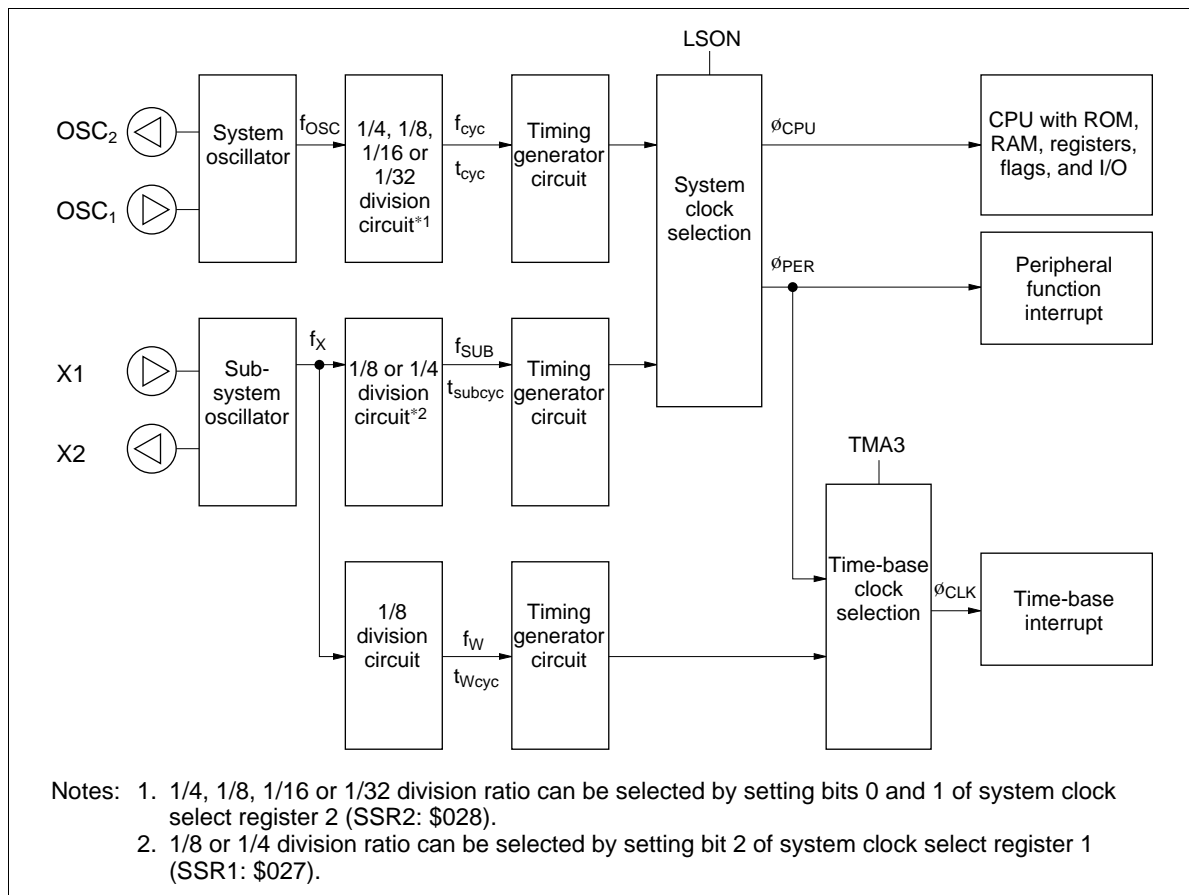 LSON
OSC2
OSC1
System
oscillator
fOSC
1/4, 1/8,
1/16 or
1/32
division
circuit*1
fcyc
tcyc
Timing
generator
circuit
System
clock
selection
øCPU
CPU with ROM,
RAM, registers,
flags, and I/O
øPER
Peripheral
function
interrupt
X1
X2
Sub-
system
oscillator
fX
1/8 or 1/4
division
circuit*2
fSUB
tsubcyc
Timing
generator
circuit
TMA3
1/8
division
circuit
fW
tWcyc
Timing
generator
circuit
Time-base
clock
selection
øCLK
Time-base
interrupt
Notes: 1. 1/4, 1/8, 1/16 or 1/32 division ratio can be selected by setting bits 0 and 1 of system clock
select register 2 (SSR2: $028).
2. 1/8 or 1/4 division ratio can be selected by setting bit 2 of system clock select register 1
(SSR1: $027).